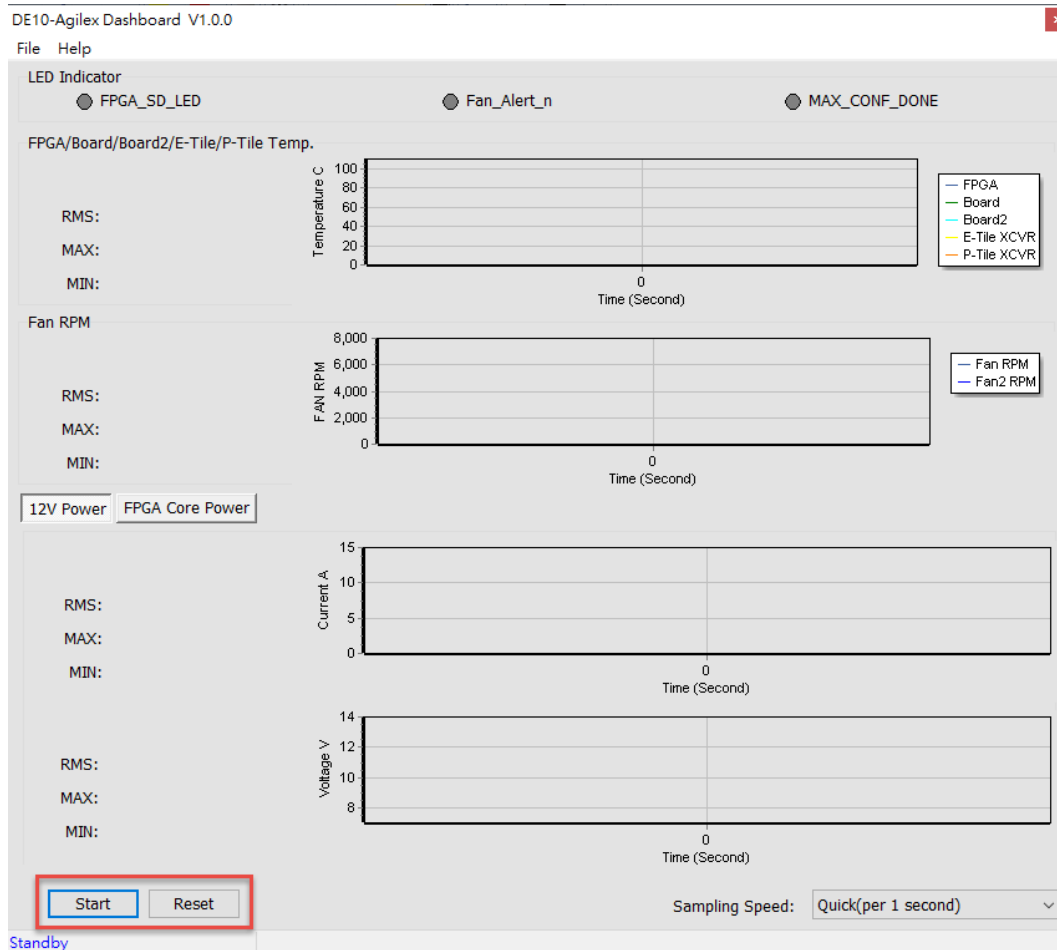 DE10-Agilex Dashboard V1.0.0
File Help
LED Indicator
FPGA_SD_LED Fan_Alert_n MAX_CONF_DONE
FPGA/Board/Board2/E-Tile/P-Tile Temp.
RMS:
MAX:
MIN:
Temperature C
100
80
60
40
20
0
0
Time (Second)
FPGA
Board
Board2
E-Tile XCVR
P-Tile XCVR
Fan RPM
RMS:
MAX:
MIN:
FAN RPM
8,000
6,000
4,000
2,000
0
0
Time (Second)
Fan RPM
Fan2 RPM
12V Power FPGA Core Power
RMS:
MAX:
MIN:
Current A
15
10
5
0
0
Time (Second)
RMS:
MAX:
MIN:
Voltage V
14
12
10
8
0
Time (Second)
Start Reset Sampling Speed: Quick(per 1 second)
Standby